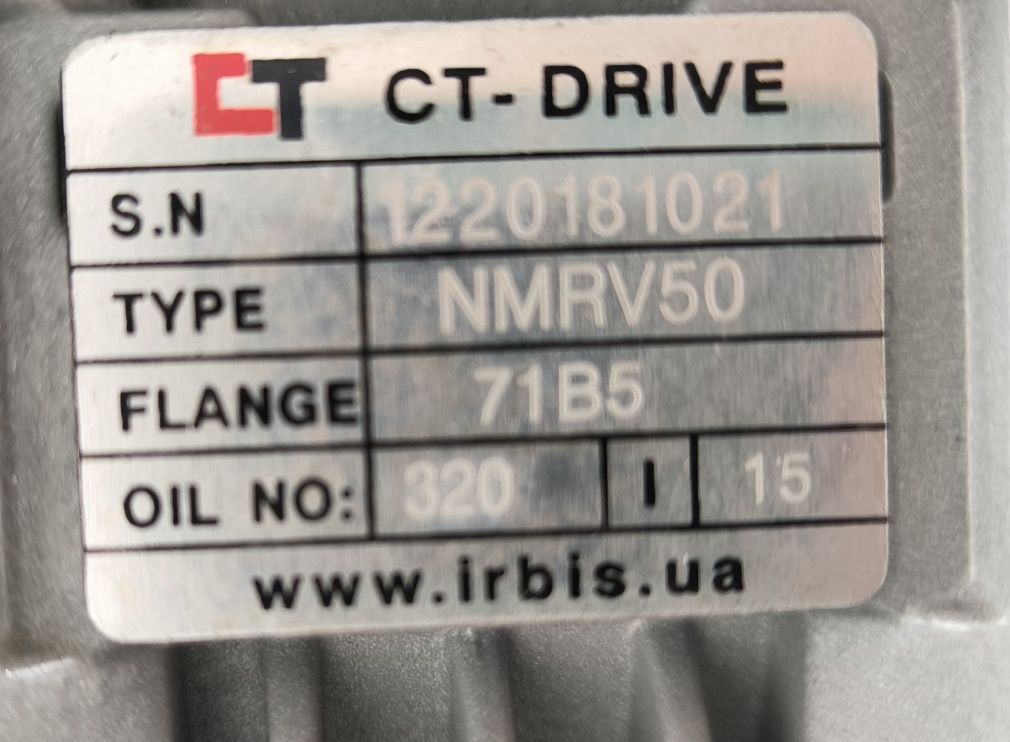 CT CT-DRIVE
S.N 1220181021
TYPE NMRV50
FLANGE 71B5
OIL NO: 320 I 15
www.irbis.ua